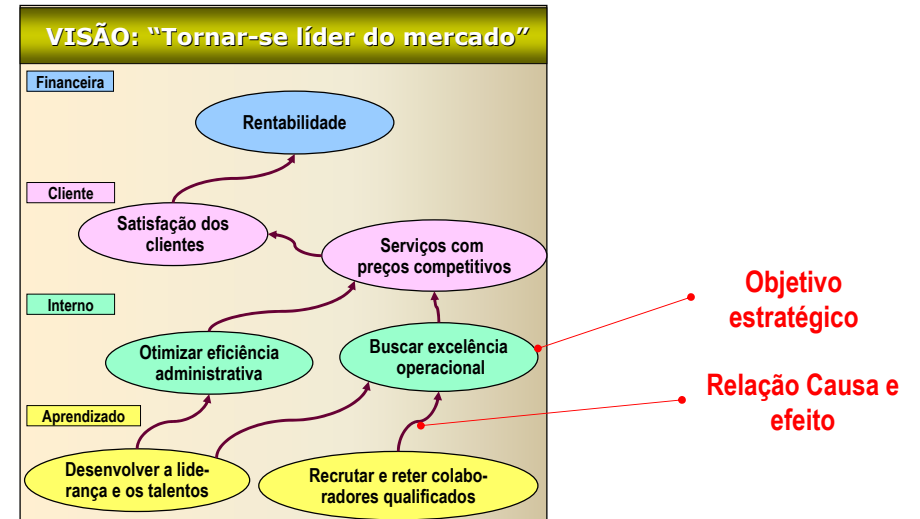 VISÃO: “Tornar-se líder do mercado”
Financeira
Rentabilidade
Cliente
Satisfação dos
clientes
Serviços com
preços competitivos
Interno
Otimizar eficiência
administrativa
Buscar excelência
operacional
Aprendizado
Desenvolver a lide-
rança e os talentos
Recrutar e reter colabo-
radores qualificados
Objetivo
estratégico
Relação Causa e
efeito